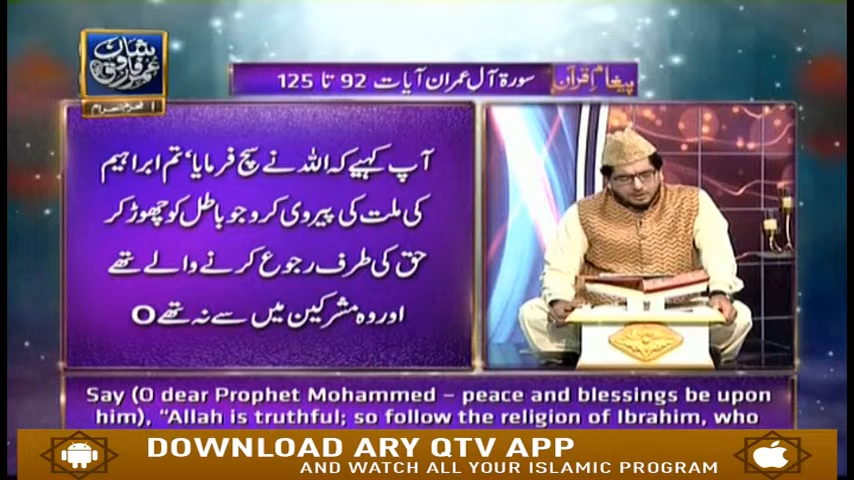 شان
عمر فاروق
پیغامِ قرآن
سورۃ آل عمران آیات 92 تا 125
آپ کہیے کہ اللہ نے سچ فرمایا، تم ابراہیم
کی ملت کی پیروی کرو جو باطل کو چھوڑ کر
حق کی طرف رجوع کرنے والے تھے
اور وہ مشرکین میں سے نہ تھے O
Say (O dear Prophet Mohammed – peace and blessings be upon
him), "Allah is truthful; so follow the religion of Ibrahim, who
DOWNLOAD ARY QTV APP
AND WATCH ALL YOUR ISLAMIC PROGRAM